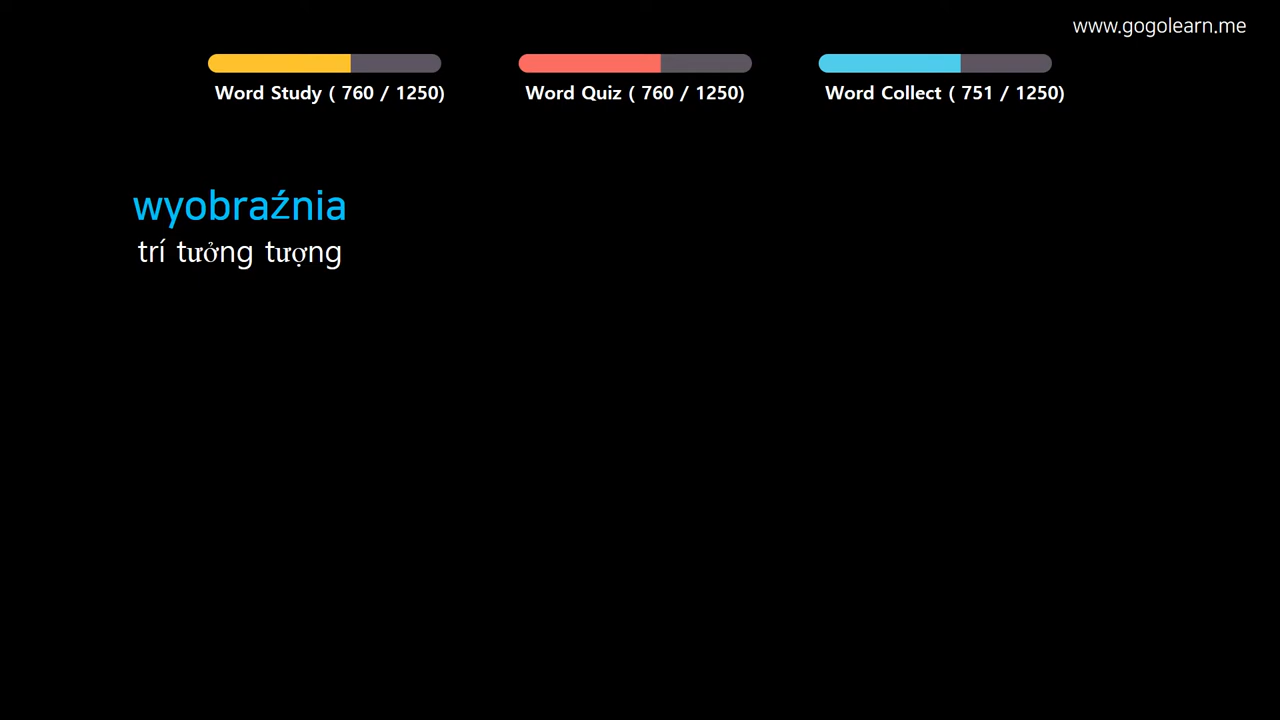 www.gogolearn.me
Word Study ( 760 / 1250)
Word Quiz ( 760 / 1250)
Word Collect ( 751 / 1250)
wyobraźnia
trí tưởng tượng